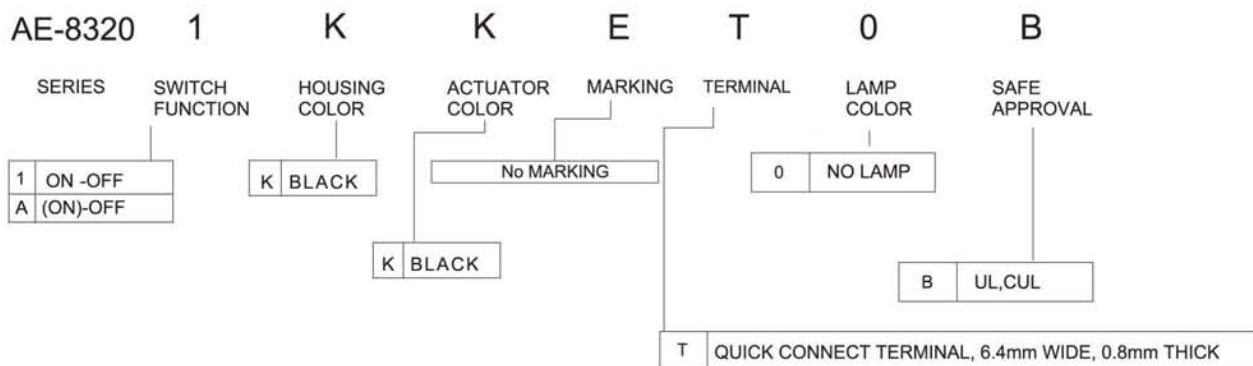 AE-8320 1 K K E T 0 B
SERIES SWITCH FUNCTION HOUSING COLOR ACTUATOR COLOR MARKING TERMINAL LAMP COLOR SAFE APPROVAL
1 ON -OFF
A (ON)-OFF
K BLACK
No MARKING
0 NO LAMP
K BLACK
B UL,CUL
T QUICK CONNECT TERMINAL, 6.4mm WIDE, 0.8mm THICK